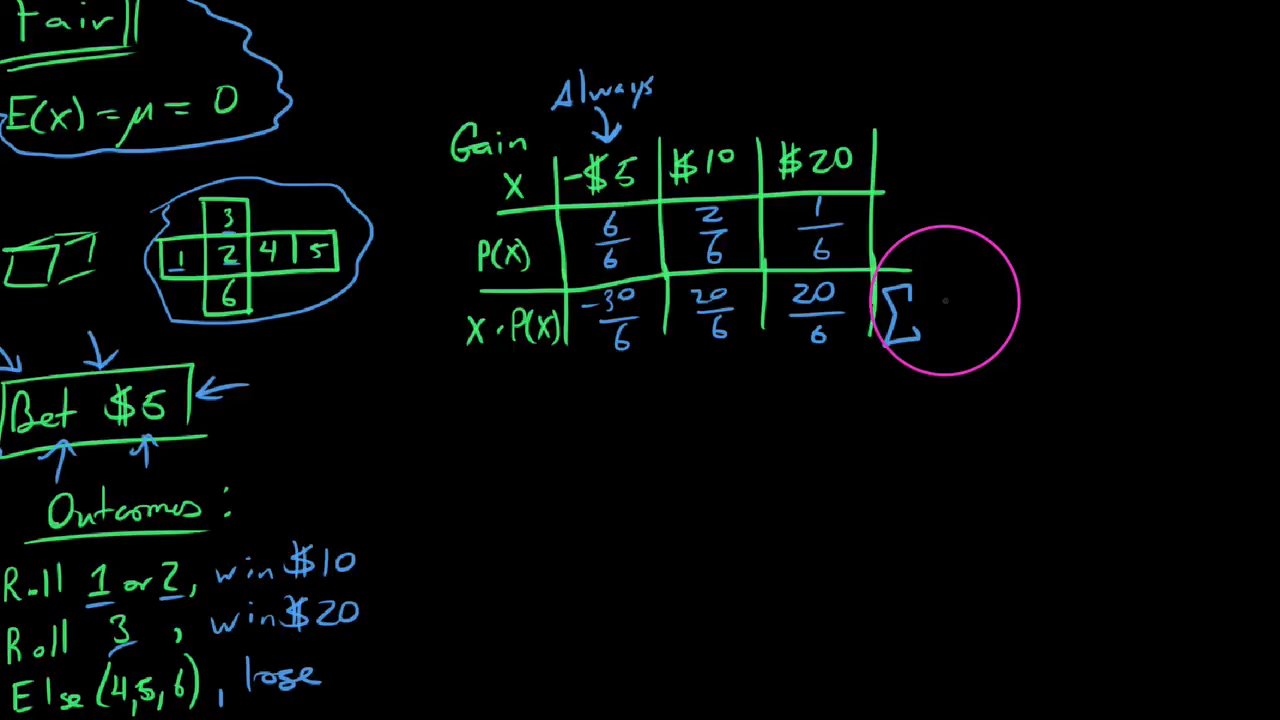 Fair
E(x) = μ = 0
3
1 2 4 5
6
Bet $5
Outcomes:
Roll 1 or 2, win $10
Roll 3, win $20
Else (4,5,6), lose
Always
Gain
X -$5 $10 $20
P(X) 6/6 2/6 1/6
X · P(X) -30/6 20/6 20/6 Σ